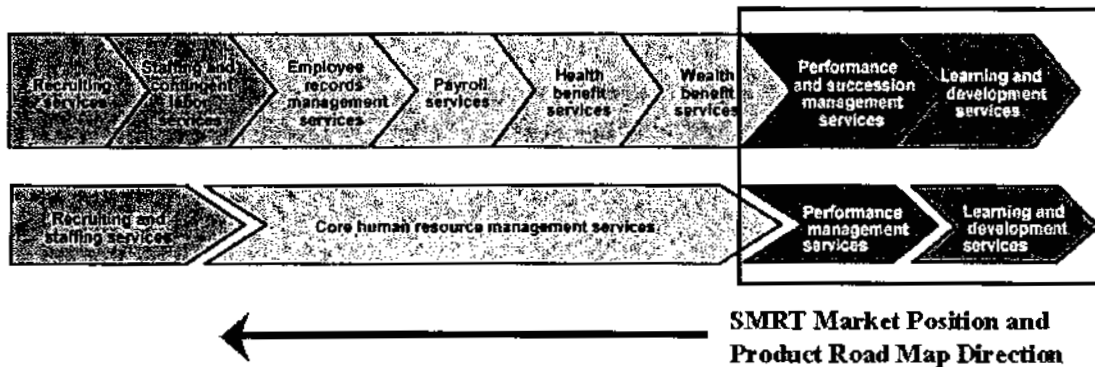 Recruiting
services
Staffing and
contingent
labor
services
Employee
records
management
services
Payroll
services
Health
benefit
services
Wealth
benefit
services
Performance
and succession
management
services
Learning and
development
services
Recruiting and
staffing services
Core human resource management services
Performance
management
services
Learning and
development
services
SMRT Market Position and
Product Road Map Direction